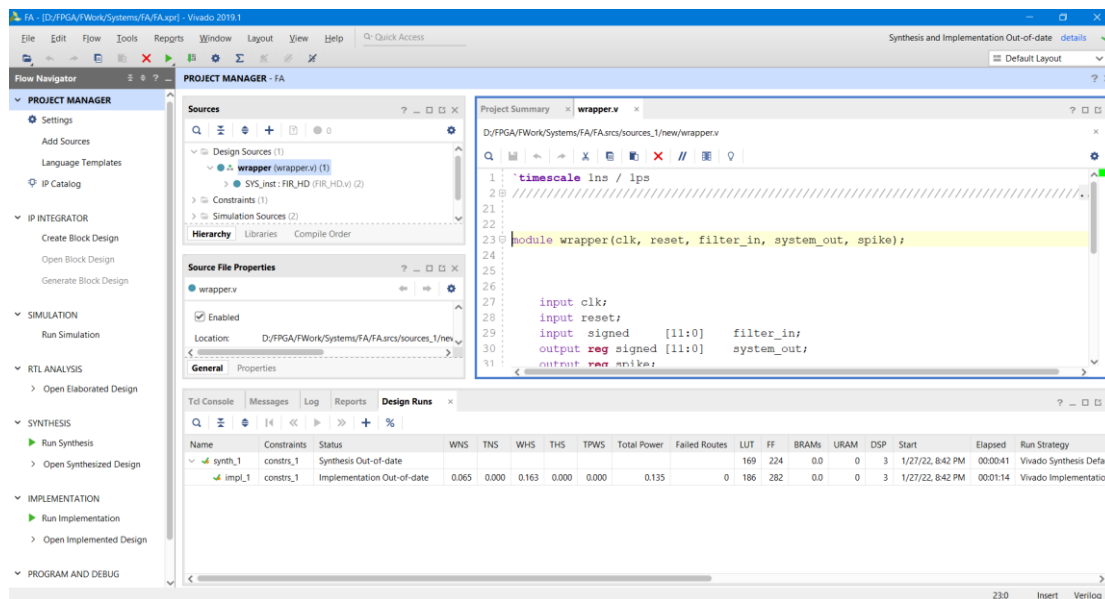 FA - [D:/FPGA/FWork/Systems/FA/FA.xpr] - Vivado 2019.1
File Edit Flow Tools Reports Window Layout View Help Q- Quick Access
Synthesis and Implementation Out-of-date details
Default Layout
Flow Navigator
PROJECT MANAGER - FA
PROJECT MANAGER
Settings
Add Sources
Language Templates
IP Catalog
IP INTEGRATOR
Create Block Design
Open Block Design
Generate Block Design
SIMULATION
Run Simulation
RTL ANALYSIS
Open Elaborated Design
SYNTHESIS
Run Synthesis
Open Synthesized Design
IMPLEMENTATION
Run Implementation
Open Implemented Design
PROGRAM AND DEBUG
Sources
0
Design Sources (1)
wrapper (wrapper.v) (1)
SYS_inst : FIR_HD (FIR_HD.v) (2)
Constraints (1)
Simulation Sources (2)
Hierarchy Libraries Compile Order
Source File Properties
wrapper.v
Enabled
Location: D:/FPGA/FWork/Systems/FA/FA.srcs/sources_1/new
General Properties
Project Summary wrapper.v
D:/FPGA/FWork/Systems/FA/FA.srcs/sources_1/new/wrapper.v
1 `timescale 1ns / 1ps
2
21
22
23 module wrapper(clk, reset, filter_in, system_out, spike);
24
25
26
27 input clk;
28 input reset;
29 input signed [11:0] filter_in;
30 output reg signed [11:0] system_out;
31 output reg spike;
Tcl Console Messages Log Reports Design Runs
Name Constraints Status WNS TNS WHS THS TPWS Total Power Failed Routes LUT FF BRAMs URAM DSP Start Elapsed Run Strategy
synth_1 constrs_1 Synthesis Out-of-date 169 224 0.0 0 3 1/27/22, 8:42 PM 00:00:41 Vivado Synthesis Defa
impl_1 constrs_1 Implementation Out-of-date 0.065 0.000 0.163 0.000 0.000 0.135 0 186 282 0.0 0 3 1/27/22, 8:42 PM 00:01:14 Vivado Implementatio
23:0 Insert Verilog